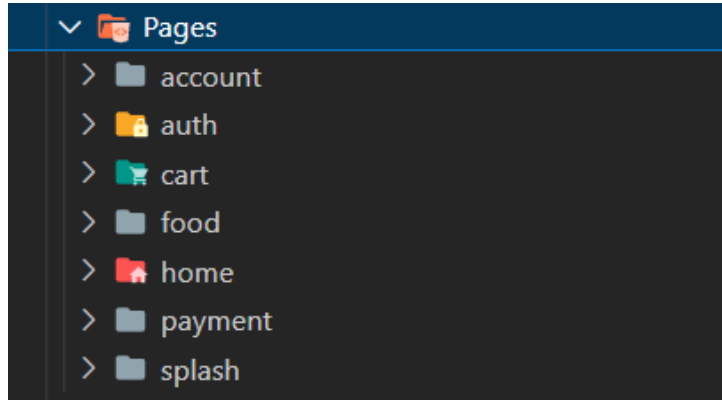 Pages
account
auth
cart
food
home
payment
splash